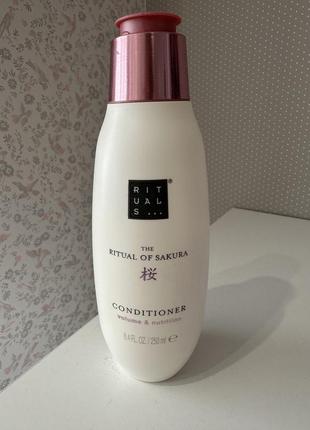 RIT
UAL
S...®
THE
RITUAL OF SAKURA
桜
CONDITIONER
volume & nutrition
8.4 FL.OZ. / 250 ml ℮